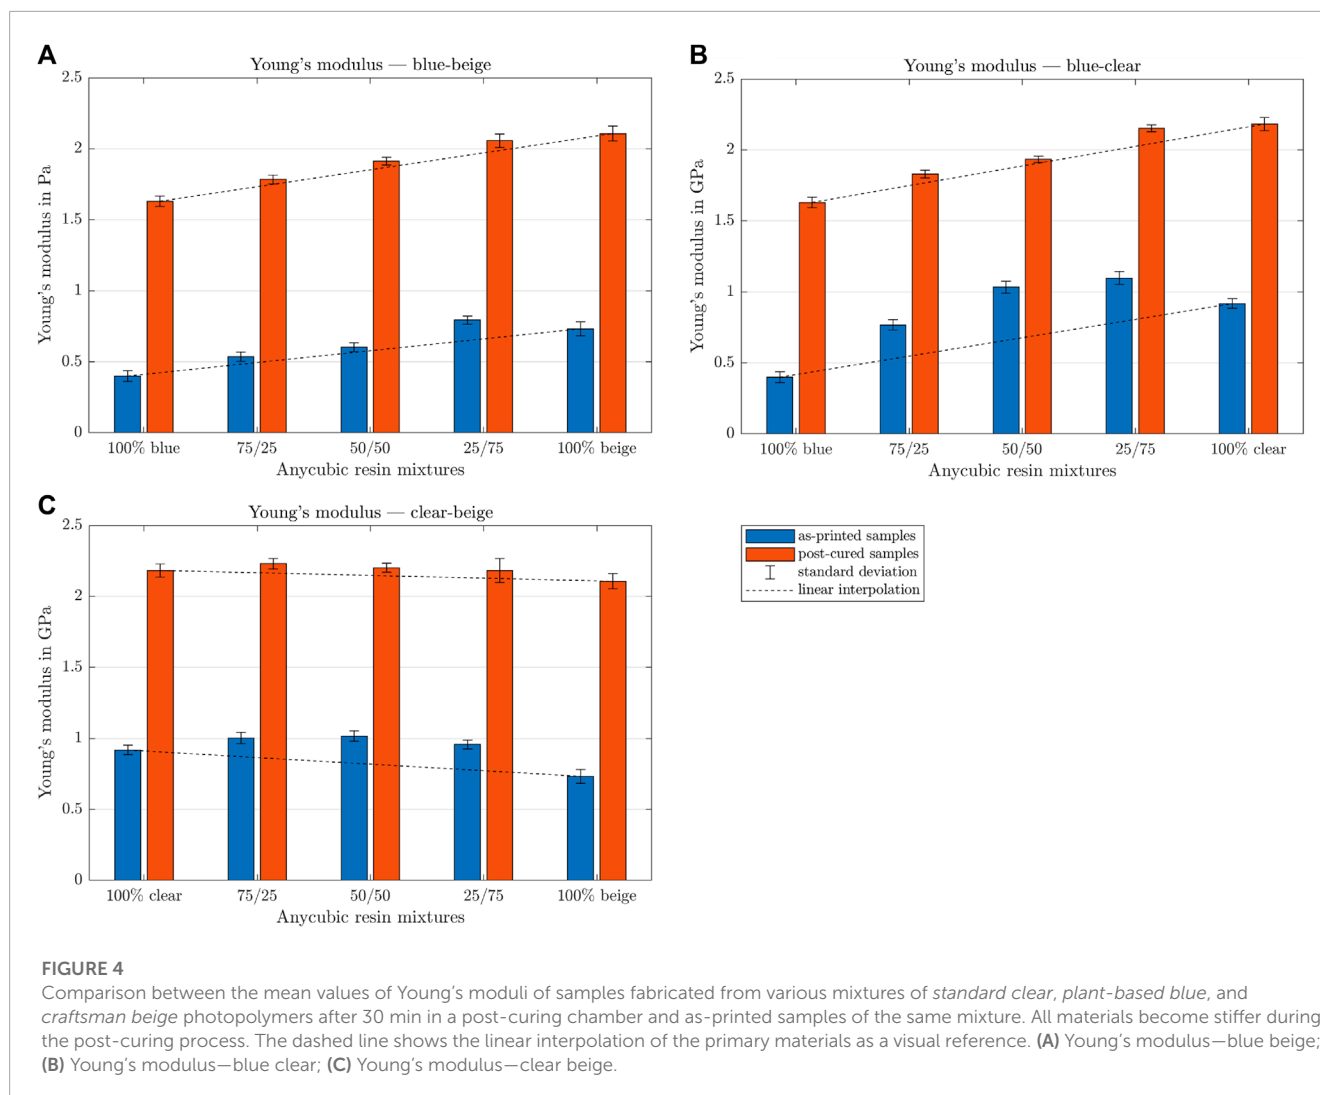 A
Young's modulus — blue-beige
2.5
2
1.5
1
0.5
0
Young's modulus in Pa
100% blue 75/25 50/50 25/75 100% beige
Anycubic resin mixtures
B
Young's modulus — blue-clear
2.5
2
1.5
1
0.5
0
Young's modulus in GPa
100% blue 75/25 50/50 25/75 100% clear
Anycubic resin mixtures
C
Young's modulus — clear-beige
2.5
2
1.5
1
0.5
0
Young's modulus in GPa
100% clear 75/25 50/50 25/75 100% beige
Anycubic resin mixtures
as-printed samples
post-cured samples
standard deviation
linear interpolation
FIGURE 4
Comparison between the mean values of Young's moduli of samples fabricated from various mixtures of standard clear, plant-based blue, and
craftsman beige photopolymers after 30 min in a post-curing chamber and as-printed samples of the same mixture. All materials become stiffer during
the post-curing process. The dashed line shows the linear interpolation of the primary materials as a visual reference. (A) Young's modulus—blue beige;
(B) Young's modulus—blue clear; (C) Young's modulus—clear beige.